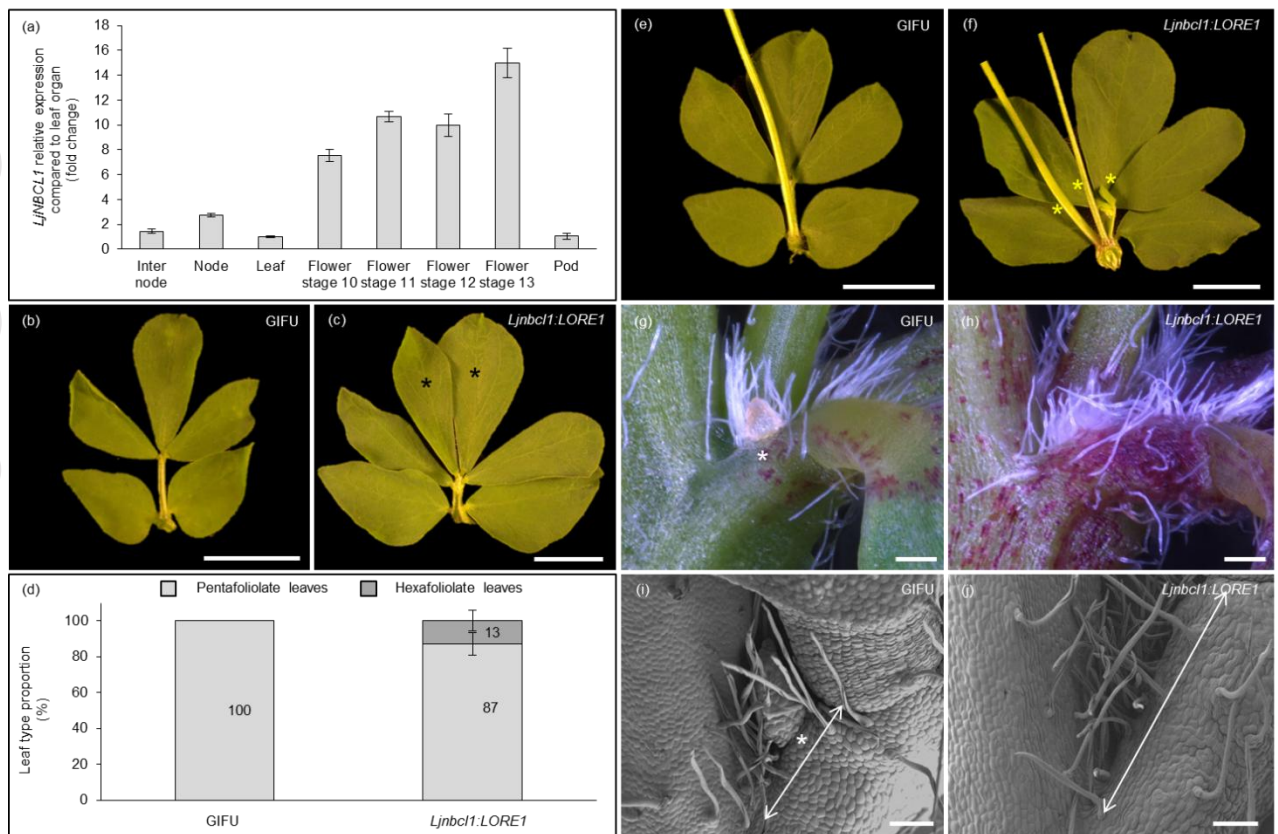 (a)
18
16
14
12
10
8
6
4
2
0
LjNBCL1 relative expression
compared to leaf organ
(fold change)
Inter
node
Node
Leaf
Flower
stage 10
Flower
stage 11
Flower
stage 12
Flower
stage 13
Pod
(b)
GIFU
(c)
Ljnbcl1:LORE1
*
*
(d)
Pentafoliolate leaves
Hexafoliolate leaves
100
80
60
40
20
0
Leaf type proportion
(%)
100
13
87
GIFU
Ljnbcl1:LORE1
(e)
GIFU
(f)
Ljnbcl1:LORE1
*
*
*
(g)
GIFU
*
(h)
Ljnbcl1:LORE1
(i)
GIFU
*
(j)
Ljnbcl1:LORE1